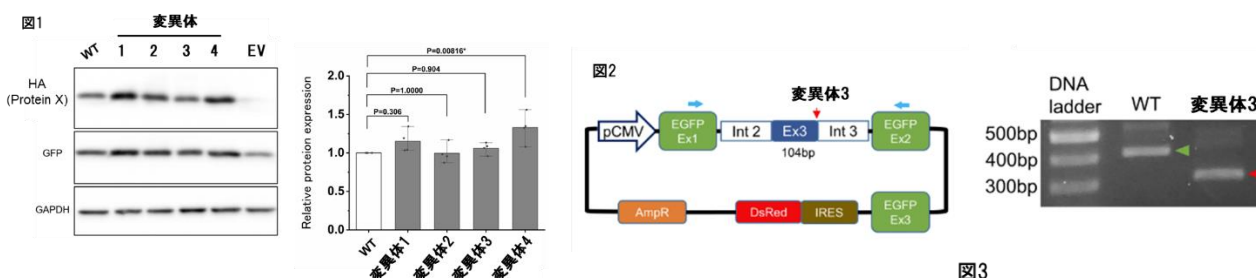 図1
変異体
WT 1 2 3 4 EV
HA
(Protein X)
GFP
GAPDH
P=0.00816*
P=0.904
P=1.0000
P=0.306
Relative proteion expression
2.0
1.5
1.0
0.5
0.0
WT
変異体1
変異体2
変異体3
変異体4
図2
変異体3
pCMV
EGFP
Ex1
Int 2
Ex3
Int 3
EGFP
Ex2
104bp
AmpR
DsRed
IRES
EGFP
Ex3
DNA
ladder
WT
変異体3
500bp
400bp
300bp
図3